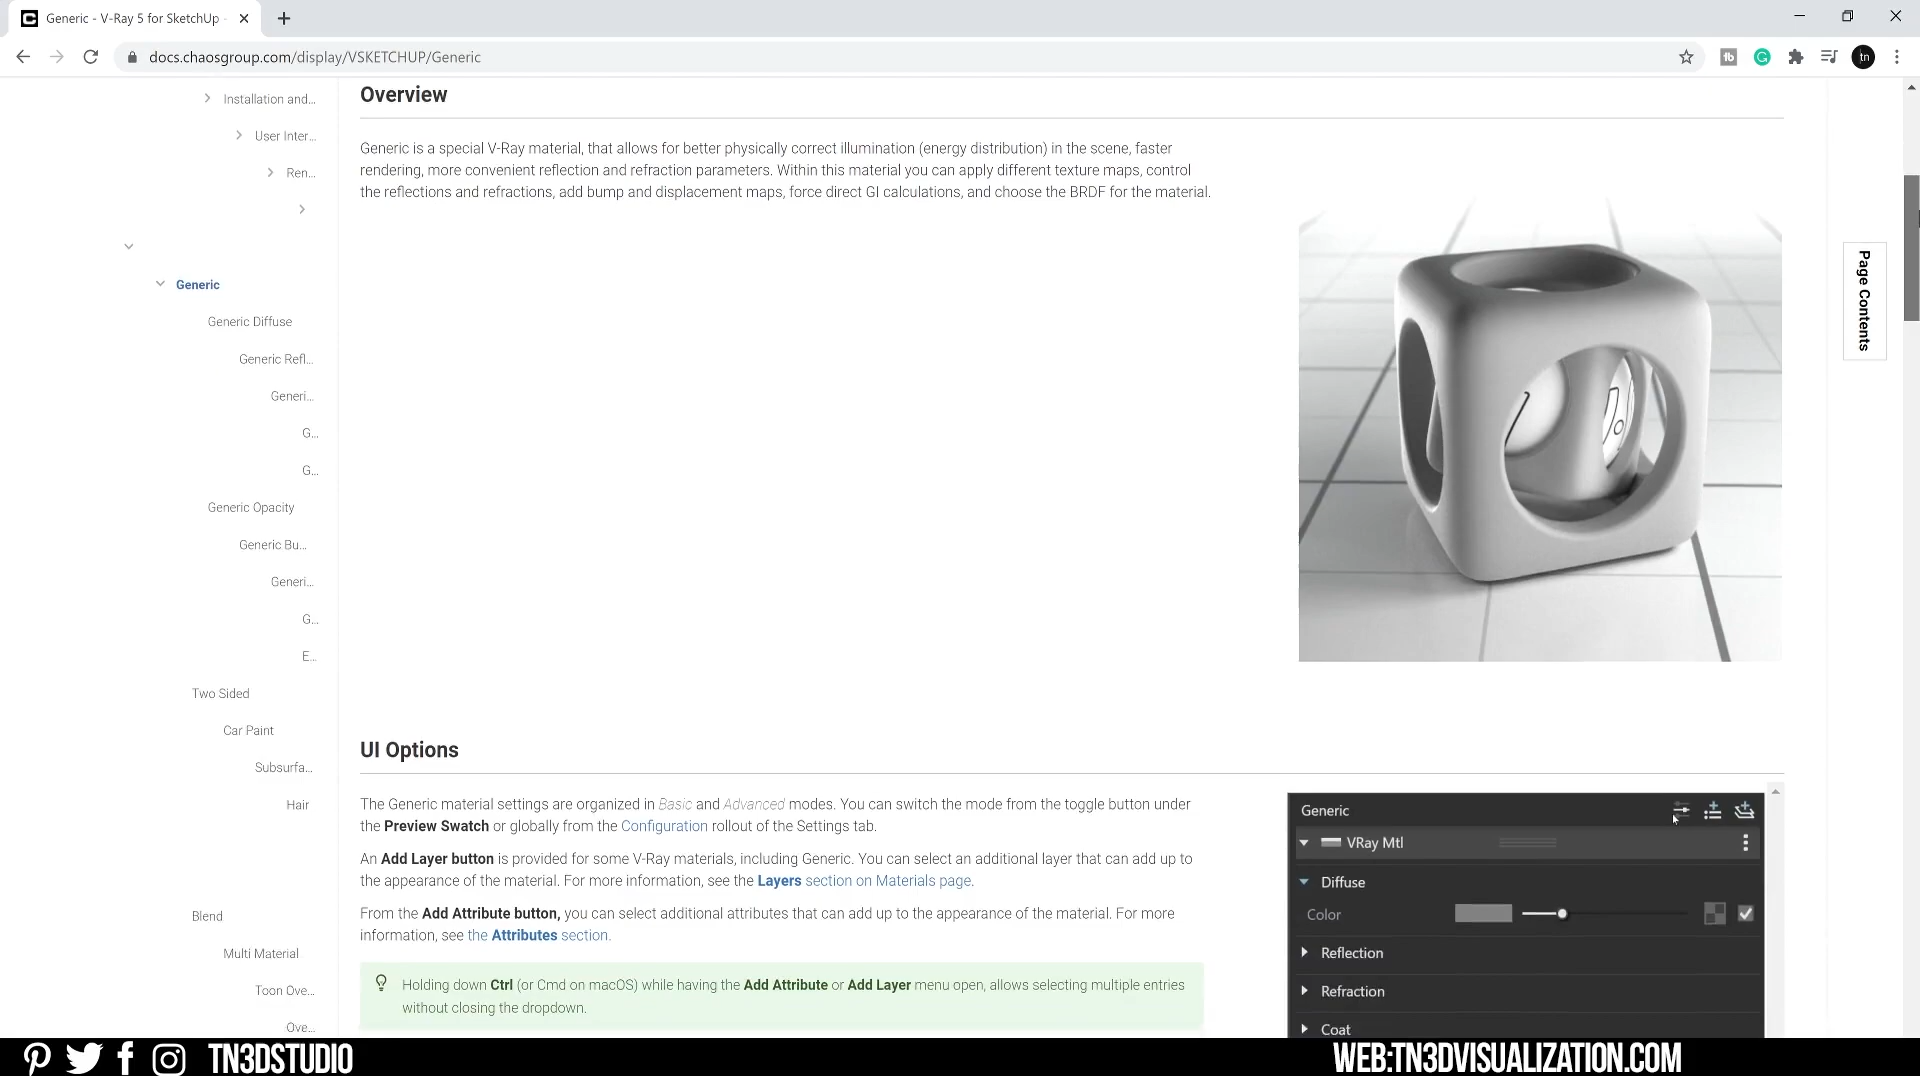 Generic - V-Ray 5 for SketchUp -
docs.chaosgroup.com/display/VSKETCHUP/Generic
tn
Installation and...
User Inter...
Ren...
Generic
Generic Diffuse
Generic Refl...
Generi...
G...
G...
Generic Opacity
Generic Bu...
Generi...
G...
E...
Two Sided
Car Paint
Subsurfa...
Hair
Blend
Multi Material
Toon Ove...
Ove...
Overview
Generic is a special V-Ray material, that allows for better physically correct illumination (energy distribution) in the scene, faster
rendering, more convenient reflection and refraction parameters. Within this material you can apply different texture maps, control
the reflections and refractions, add bump and displacement maps, force direct GI calculations, and choose the BRDF for the material.
Page Contents
UI Options
The Generic material settings are organized in Basic and Advanced modes. You can switch the mode from the toggle button under
the Preview Swatch or globally from the Configuration rollout of the Settings tab.
An Add Layer button is provided for some V-Ray materials, including Generic. You can select an additional layer that can add up to
the appearance of the material. For more information, see the Layers section on Materials page.
From the Add Attribute button, you can select additional attributes that can add up to the appearance of the material. For more
information, see the Attributes section.
Holding down Ctrl (or Cmd on macOS) while having the Add Attribute or Add Layer menu open, allows selecting multiple entries
without closing the dropdown.
Generic
VRay Mtl
Diffuse
Color
Reflection
Refraction
Coat
TN3DSTUDIO
WEB:TN3DVISUALIZATION.COM